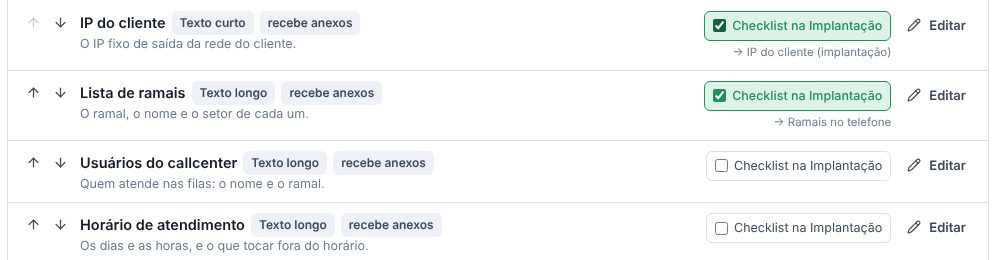 IP do cliente Texto curto recebe anexos Checklist na Implantação Editar
O IP fixo de saída da rede do cliente. → IP do cliente (implantação)
Lista de ramais Texto longo recebe anexos Checklist na Implantação Editar
O ramal, o nome e o setor de cada um. → Ramais no telefone
Usuários do callcenter Texto longo recebe anexos Checklist na Implantação Editar
Quem atende nas filas: o nome e o ramal.
Horário de atendimento Texto longo recebe anexos Checklist na Implantação Editar
Os dias e as horas, e o que tocar fora do horário.